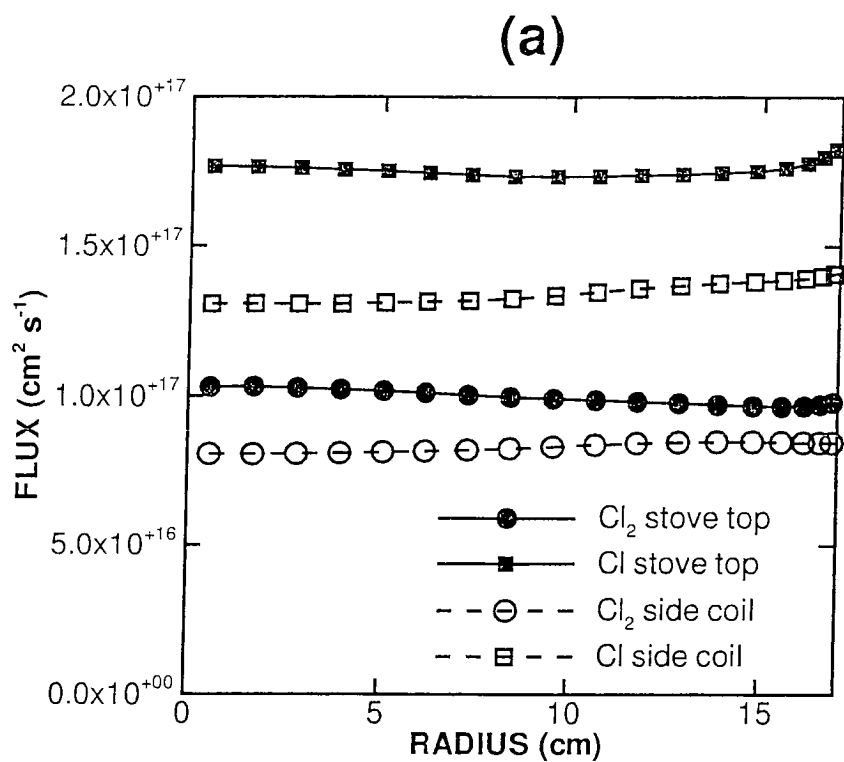 (a)
2.0x10⁺¹⁷
1.5x10⁺¹⁷
1.0x10⁺¹⁷
5.0x10⁺¹⁶
0.0x10⁺⁰⁰
FLUX (cm² s⁻¹)
Cl₂ stove top
Cl stove top
Cl₂ side coil
Cl side coil
0 5 10 15
RADIUS (cm)